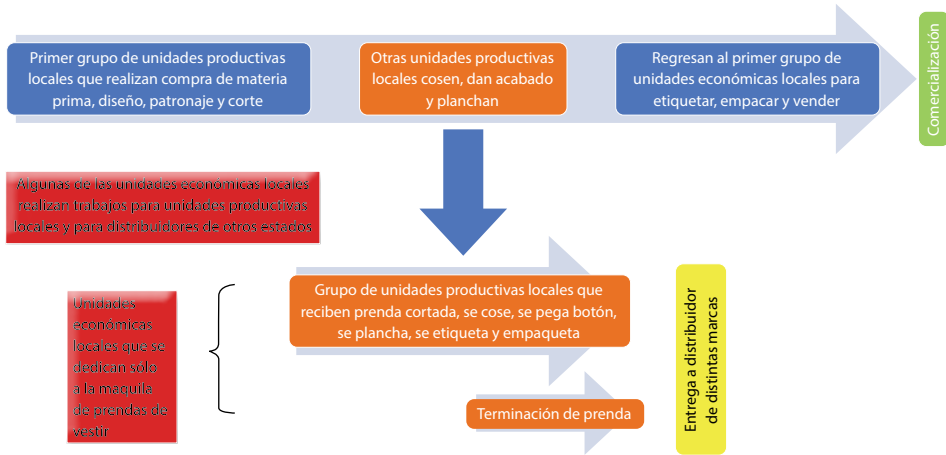 Primer grupo de unidades productivas
locales que realizan compra de materia
prima, diseño, patronaje y corte
Otras unidades productivas
locales cosen, dan acabado
y planchan
Regresan al primer grupo de
unidades económicas locales para
etiquetar, empacar y vender
Comercialización
Algunas de las unidades económicas locales
realizan trabajos para unidades productivas
locales y para distribuidores de otros estados
Unidades
económicas
locales que se
dedican sólo
a la maquila
de prendas de
vestir
Grupo de unidades productivas locales que
reciben prenda cortada, se cose, se pega botón,
se plancha, se etiqueta y empaqueta
Terminación de prenda
Entrega a distribuidor
de distintas marcas